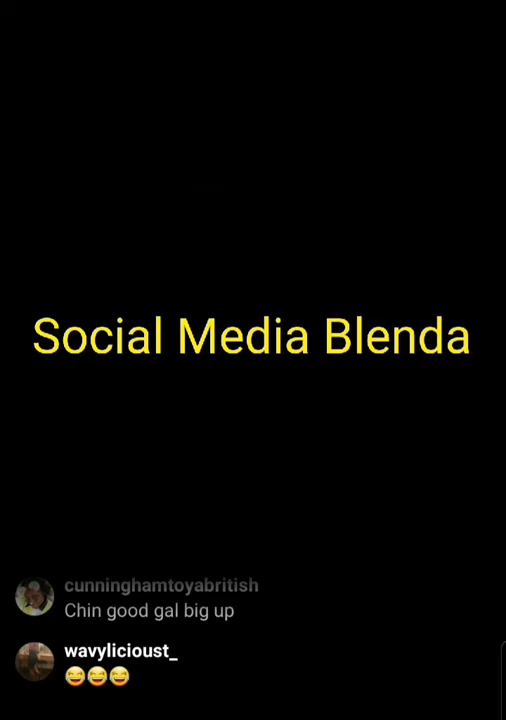 Social Media Blenda
cunninghamtoyabritish
Chin good gal big up
wavylicioust_
😂😂😂